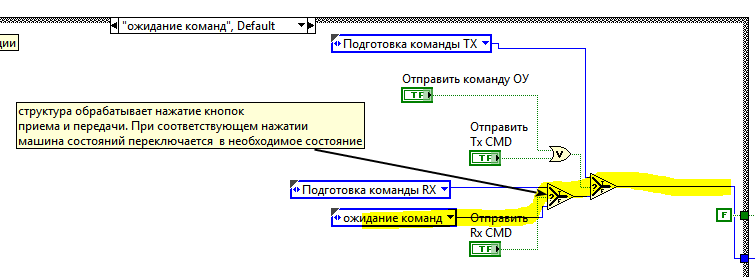 "ожидание команд", Default
ции
Подготовка команды TX
Отправить команду ОУ
TF
структура обрабатывает нажатие кнопок
приема и передачи. При соответствующем нажатии
машина состояний переключается в необходимое состояние
Отправить
Tx CMD
TF
V
Подготовка команды RX
ожидание команд
Отправить
Rx CMD
TF
T
?
F
T
?
F
F